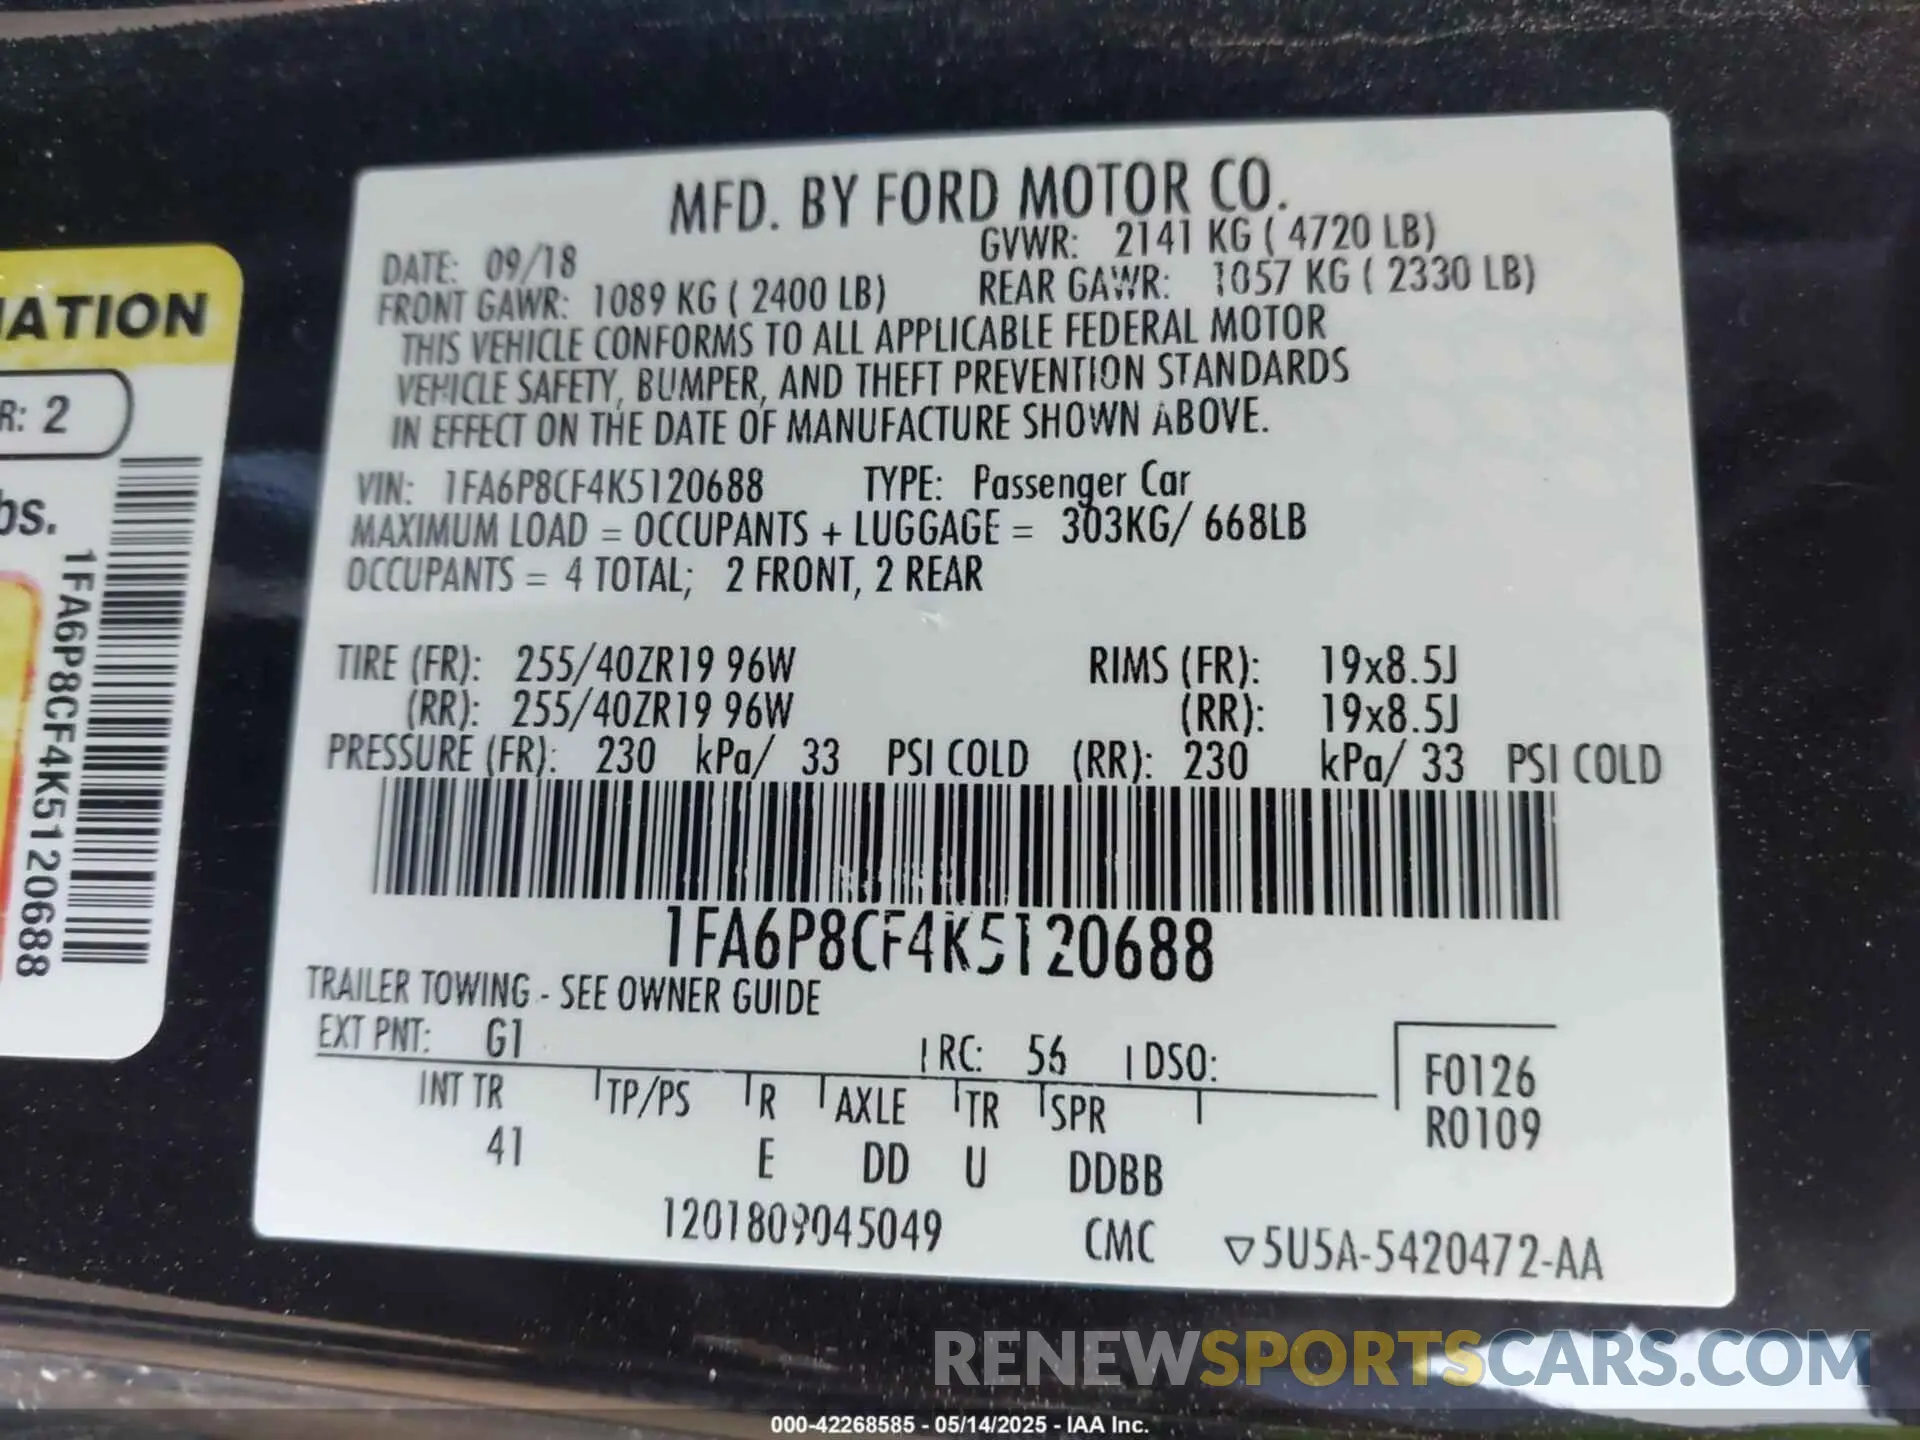 MFD. BY FORD MOTOR CO.
DATE: 09/18 GVWR: 2141 KG ( 4720 LB)
FRONT GAWR: 1089 KG ( 2400 LB) REAR GAWR: 1057 KG ( 2330 LB)
THIS VEHICLE CONFORMS TO ALL APPLICABLE FEDERAL MOTOR
VEHICLE SAFETY, BUMPER, AND THEFT PREVENTION STANDARDS
IN EFFECT ON THE DATE OF MANUFACTURE SHOWN ABOVE.
VIN: 1FA6P8CF4K5120688 TYPE: Passenger Car
MAXIMUM LOAD = OCCUPANTS + LUGGAGE = 303KG/ 668LB
OCCUPANTS = 4 TOTAL; 2 FRONT, 2 REAR
TIRE (FR): 255/40ZR19 96W RIMS (FR): 19x8.5J
(RR): 255/40ZR19 96W (RR): 19x8.5J
PRESSURE (FR): 230 kPa/ 33 PSI COLD (RR): 230 kPa/ 33 PSI COLD
1FA6P8CF4K5120688
TRAILER TOWING - SEE OWNER GUIDE
EXT PNT: G1 RC: 56 DSO: F0126
R0109
INT TR TP/PS R AXLE TR SPR
41 E DD U DDBB
1201809045049 CMC ▽5U5A-5420472-AA
ATION
R: 2
bs.
1FA6P8CF4K5120688
RENEWSPORTSCARS.COM
000-42268585 - 05/14/2025 - IAA Inc.